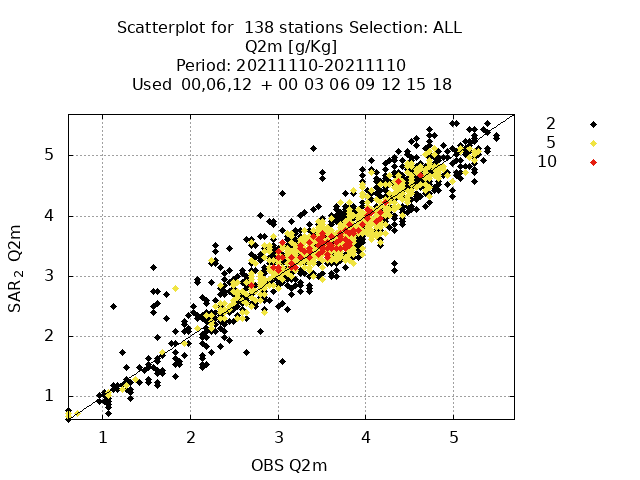 Scatterplot for  138 stations Selection: ALL
Q2m [g/Kg]
Period: 20211110-20211110
Used  00,06,12  + 00 03 06 09 12 15 18
2
5
10
5
4
3
2
1
SAR2  Q2m
1 2 3 4 5
OBS Q2m